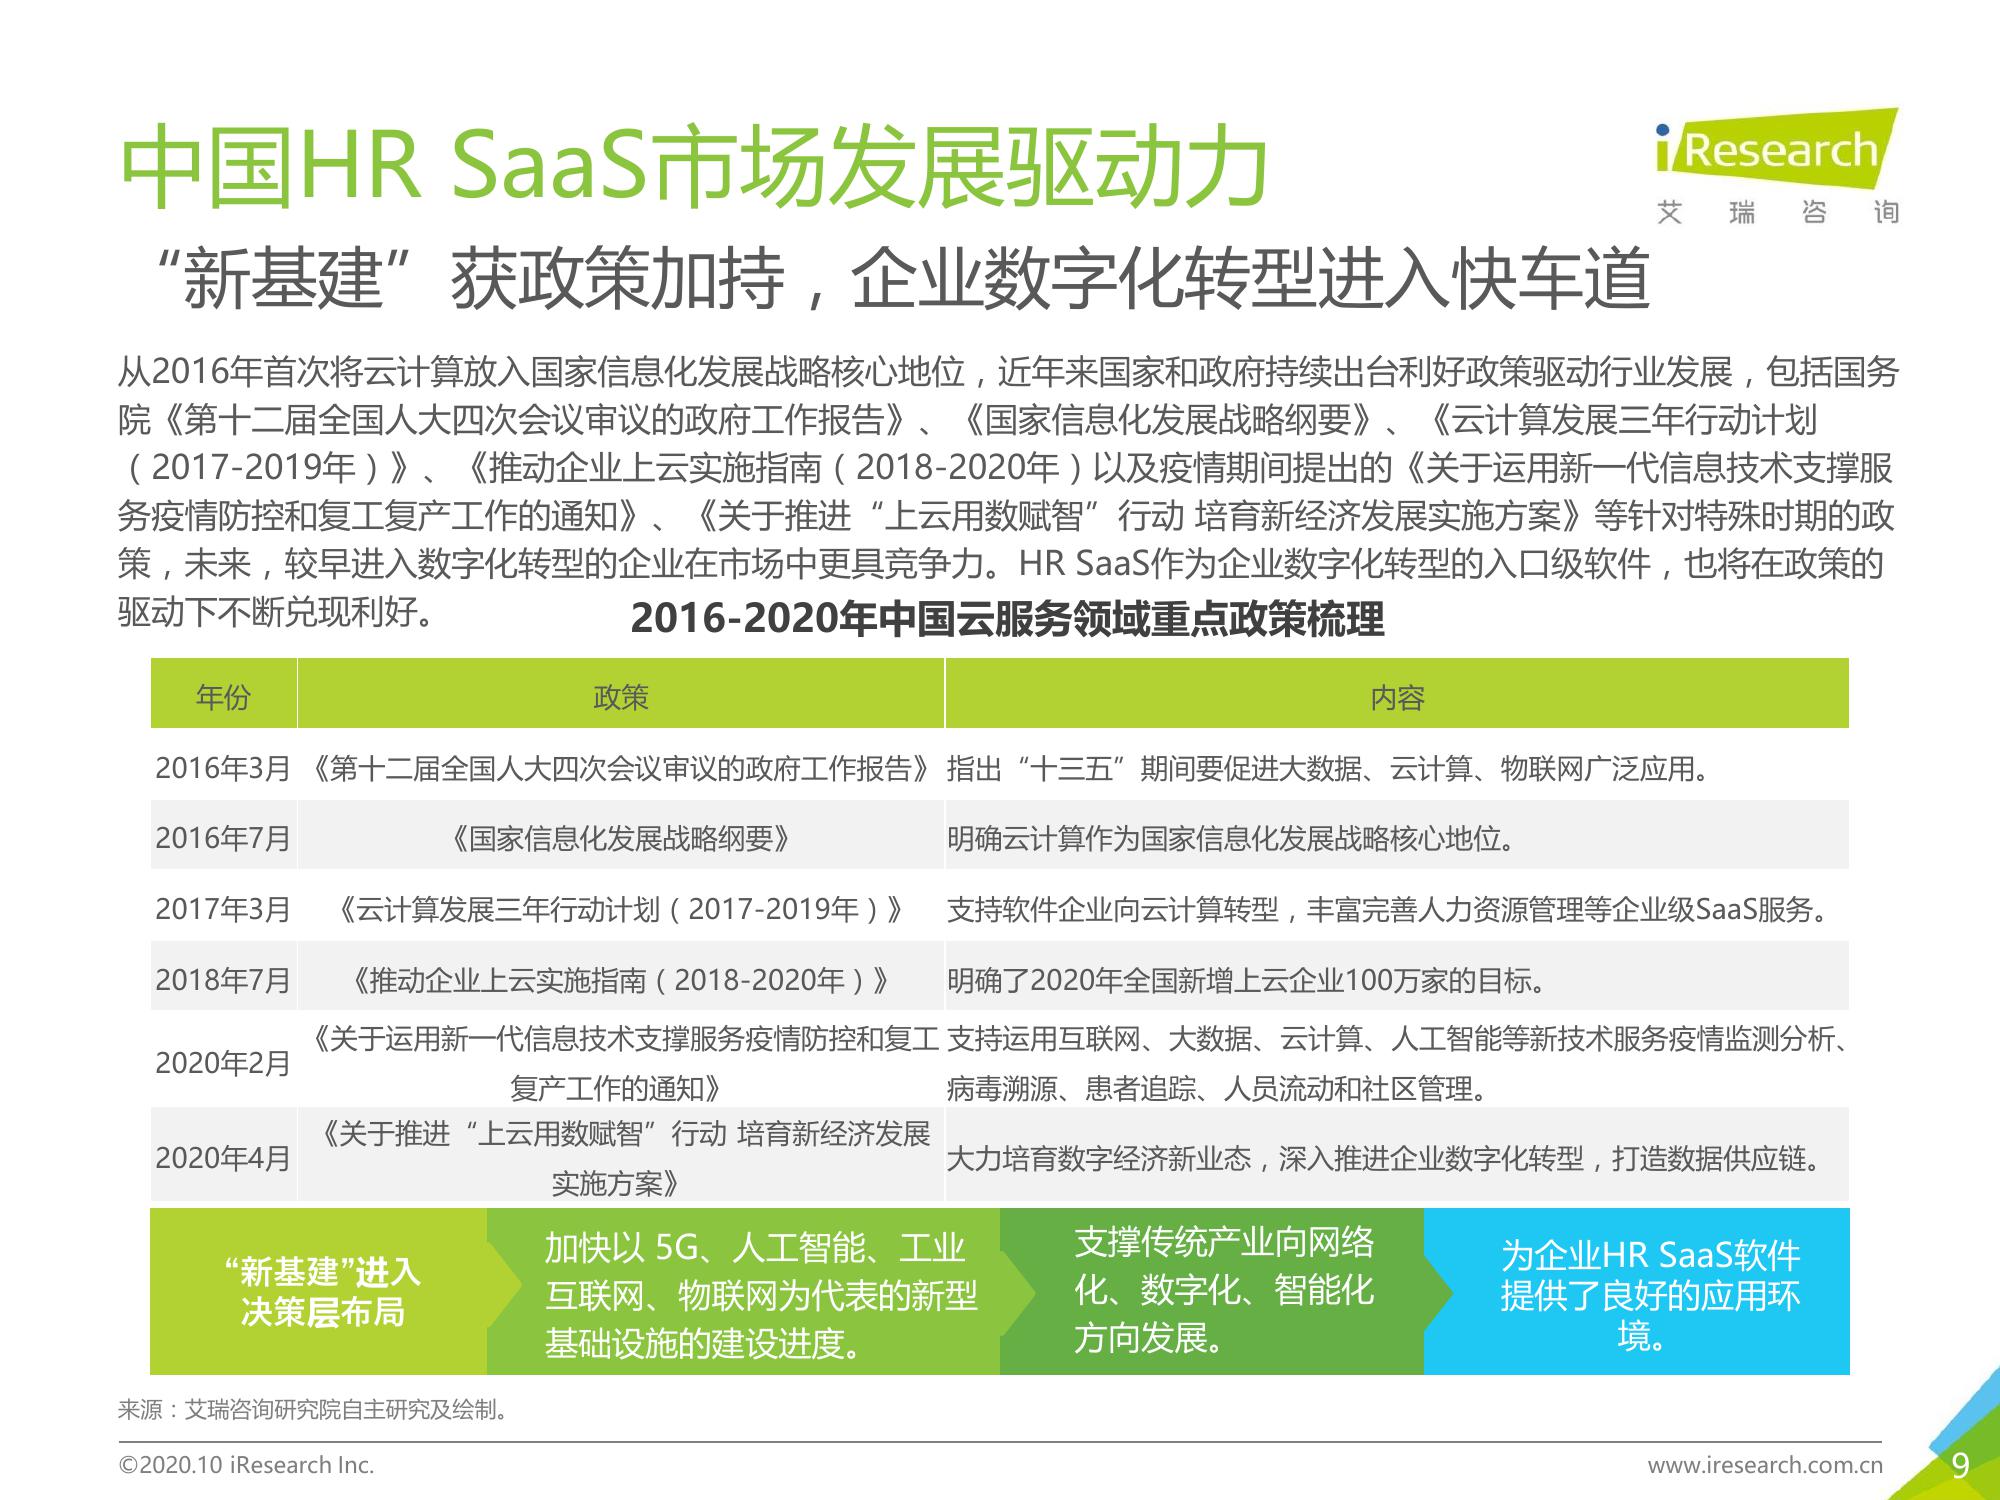 中国HR SaaS市场发展驱动力
iResearch
艾瑞咨询
“新基建”获政策加持，企业数字化转型进入快车道
从2016年首次将云计算放入国家信息化发展战略核心地位，近年来国家和政府持续出台利好政策驱动行业发展，包括国务
院《第十二届全国人大四次会议审议的政府工作报告》、《国家信息化发展战略纲要》、《云计算发展三年行动计划
（2017-2019年）》、《推动企业上云实施指南（2018-2020年）以及疫情期间提出的《关于运用新一代信息技术支撑服
务疫情防控和复工复产工作的通知》、《关于推进“上云用数赋智”行动 培育新经济发展实施方案》等针对特殊时期的政
策，未来，较早进入数字化转型的企业在市场中更具竞争力。HR SaaS作为企业数字化转型的入口级软件，也将在政策的
驱动下不断兑现利好。
2016-2020年中国云服务领域重点政策梳理
年份 政策 内容
2016年3月 《第十二届全国人大四次会议审议的政府工作报告》 指出“十三五”期间要促进大数据、云计算、物联网广泛应用。
2016年7月 《国家信息化发展战略纲要》 明确云计算作为国家信息化发展战略核心地位。
2017年3月 《云计算发展三年行动计划（2017-2019年）》 支持软件企业向云计算转型，丰富完善人力资源管理等企业级SaaS服务。
2018年7月 《推动企业上云实施指南（2018-2020年）》 明确了2020年全国新增上云企业100万家的目标。
2020年2月
《关于运用新一代信息技术支撑服务疫情防控和复工
复产工作的通知》
支持运用互联网、大数据、云计算、人工智能等新技术服务疫情监测分析、
病毒溯源、患者追踪、人员流动和社区管理。
2020年4月
《关于推进“上云用数赋智”行动 培育新经济发展
实施方案》
大力培育数字经济新业态，深入推进企业数字化转型，打造数据供应链。
“新基建”进入
决策层布局
加快以 5G、人工智能、工业
互联网、物联网为代表的新型
基础设施的建设进度。
支撑传统产业向网络
化、数字化、智能化
方向发展。
为企业HR SaaS软件
提供了良好的应用环
境。
来源：艾瑞咨询研究院自主研究及绘制。
©2020.10 iResearch Inc.
www.iresearch.com.cn
9